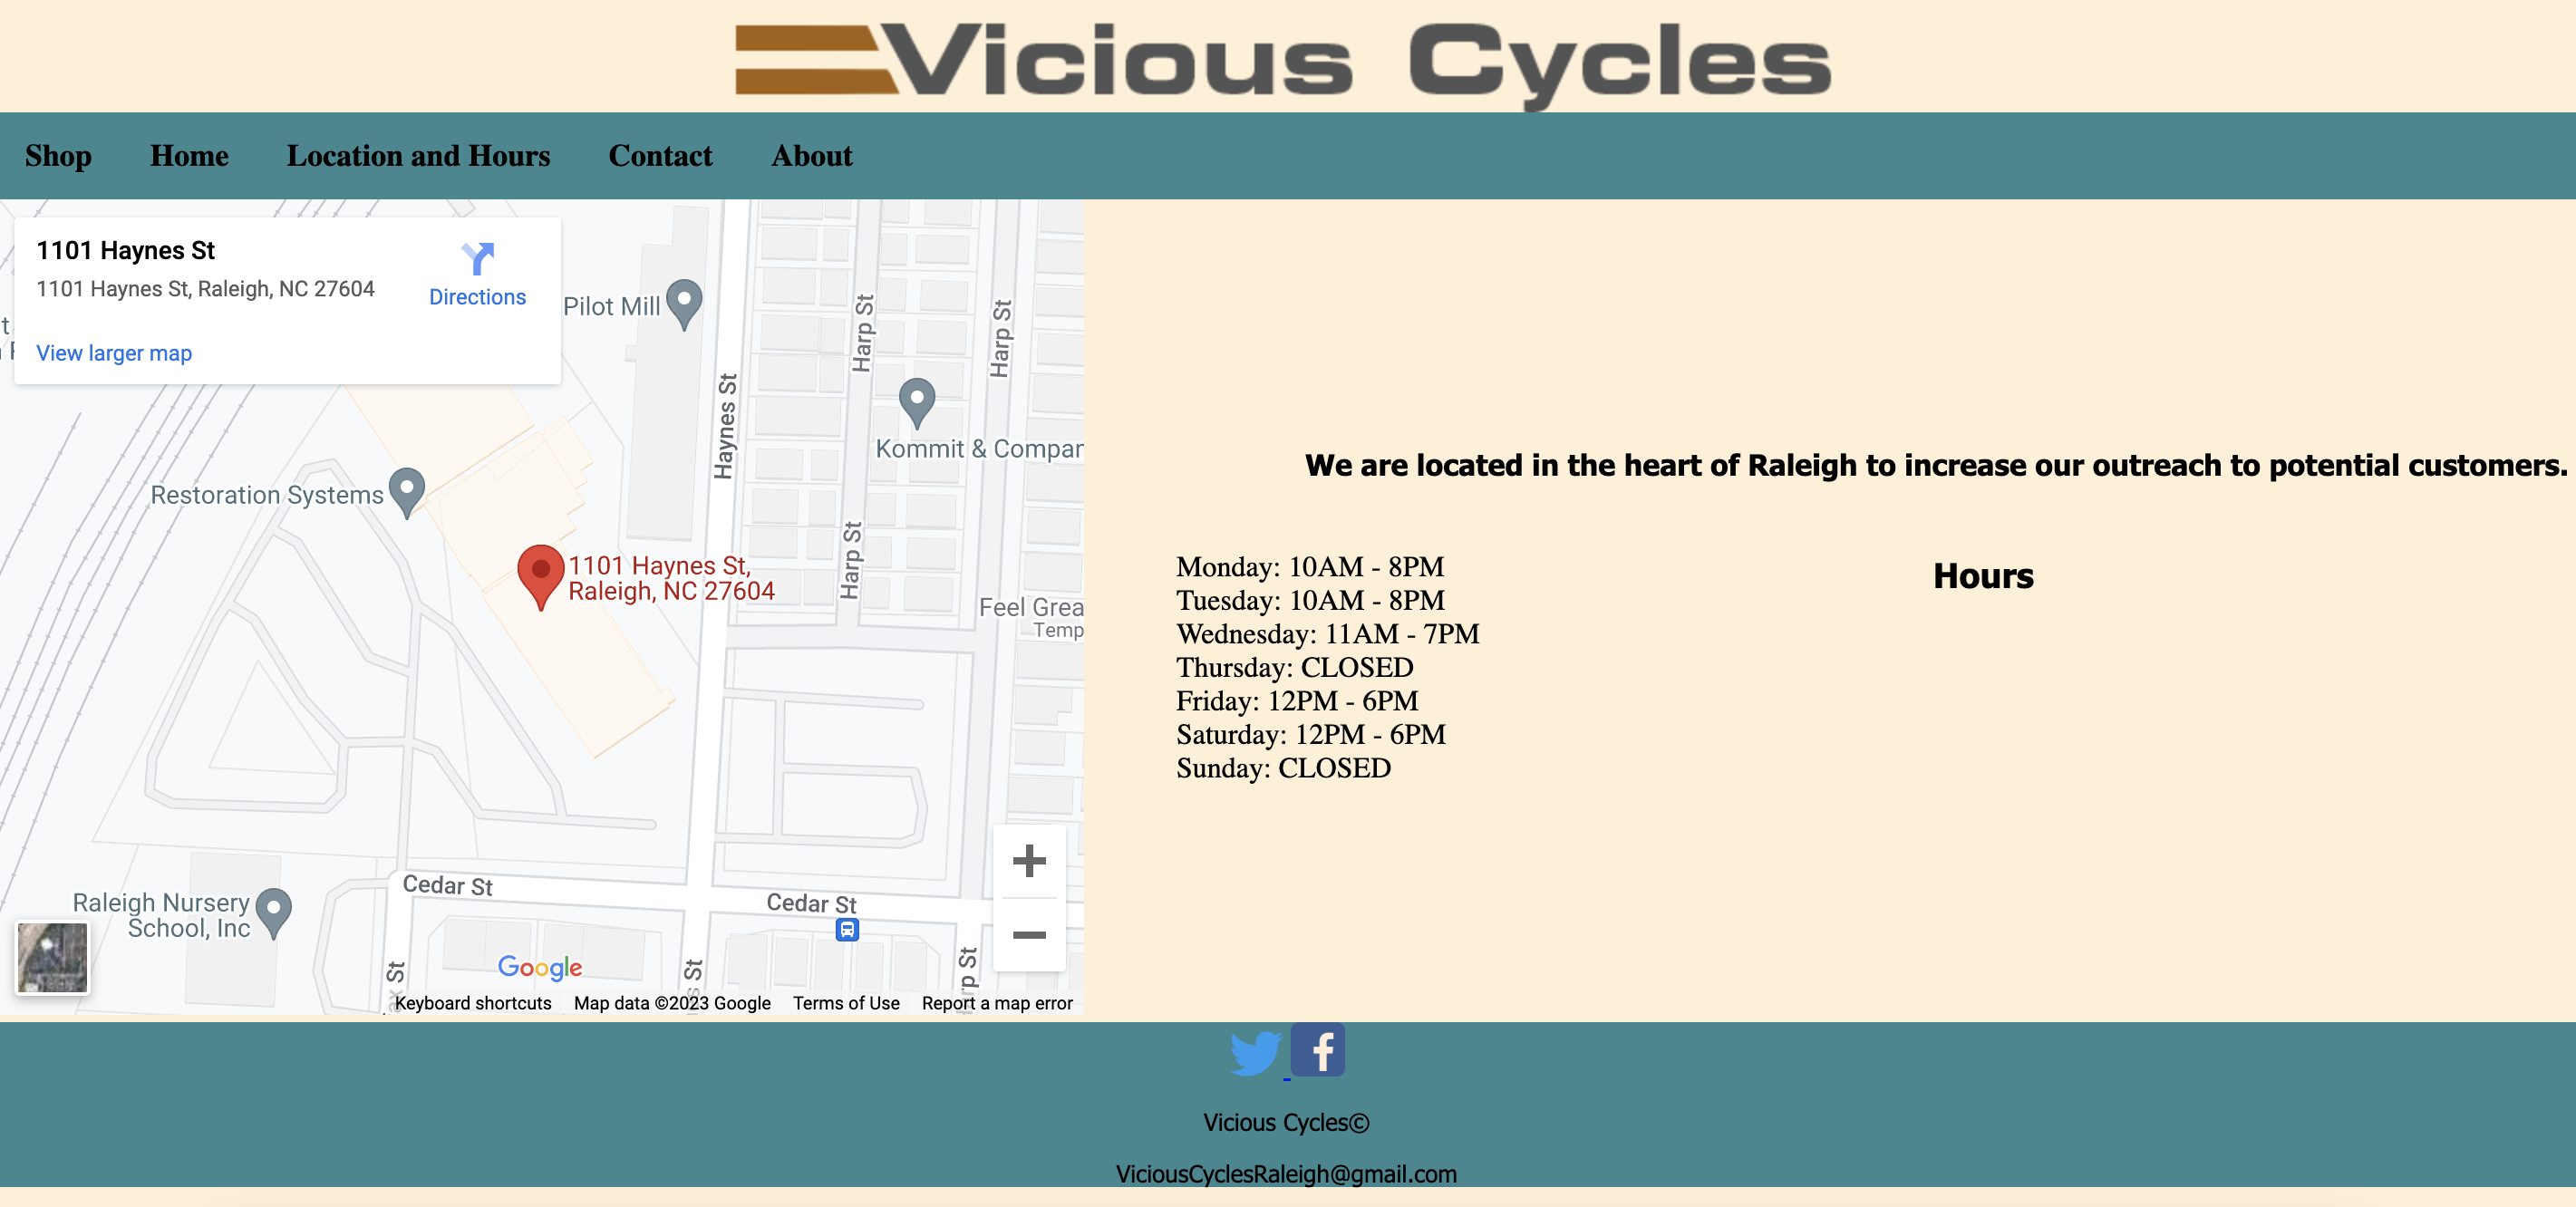 Vicious Cycles
Shop
Home
Location and Hours
Contact
About
1101 Haynes St
1101 Haynes St, Raleigh, NC 27604
Directions
View larger map
Pilot Mill
Haynes St
Harp St
Harp St
Kommit & Compan
Restoration Systems
1101 Haynes St,
Raleigh, NC 27604
Harp St
Feel Grea
Temp
Cedar St
Cedar St
Raleigh Nursery
School, Inc
Google
Keyboard shortcuts
Map data ©2023 Google
Terms of Use
Report a map error
We are located in the heart of Raleigh to increase our outreach to potential customers.
Hours
Monday: 10AM - 8PM
Tuesday: 10AM - 8PM
Wednesday: 11AM - 7PM
Thursday: CLOSED
Friday: 12PM - 6PM
Saturday: 12PM - 6PM
Sunday: CLOSED
Vicious Cycles©
ViciousCyclesRaleigh@gmail.com